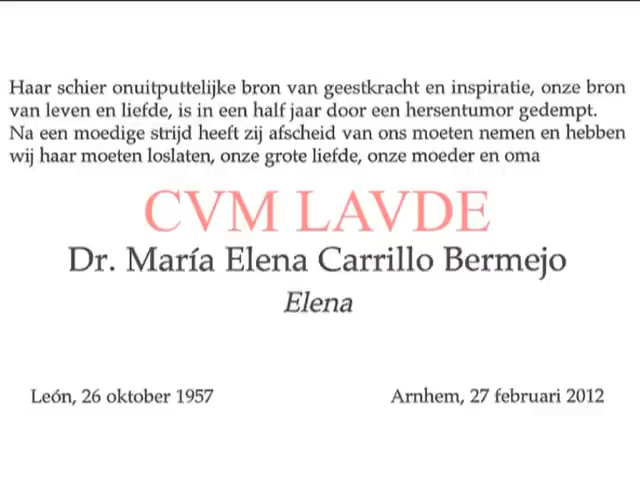 Haar schier onuitputtelijke bron van geestkracht en inspiratie, onze bron
van leven en liefde, is in een half jaar door een hersentumor gedempt.
Na een moedige strijd heeft zij afscheid van ons moeten nemen en hebben
wij haar moeten loslaten, onze grote liefde, onze moeder en oma
CVM LAVDE
Dr. María Elena Carrillo Bermejo
Elena
León, 26 oktober 1957
Arnhem, 27 februari 2012